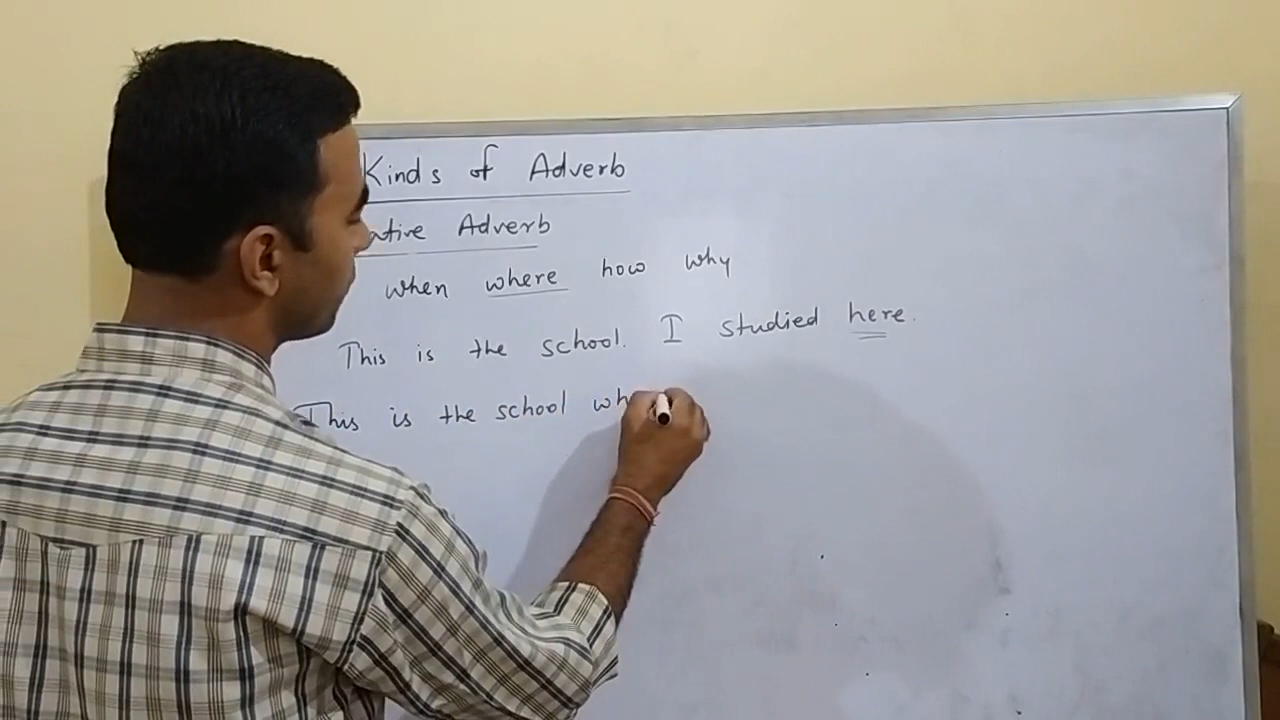 Kinds of Adverb
ative Adverb
when where how why
This is the school. I studied here.
This is the school wh